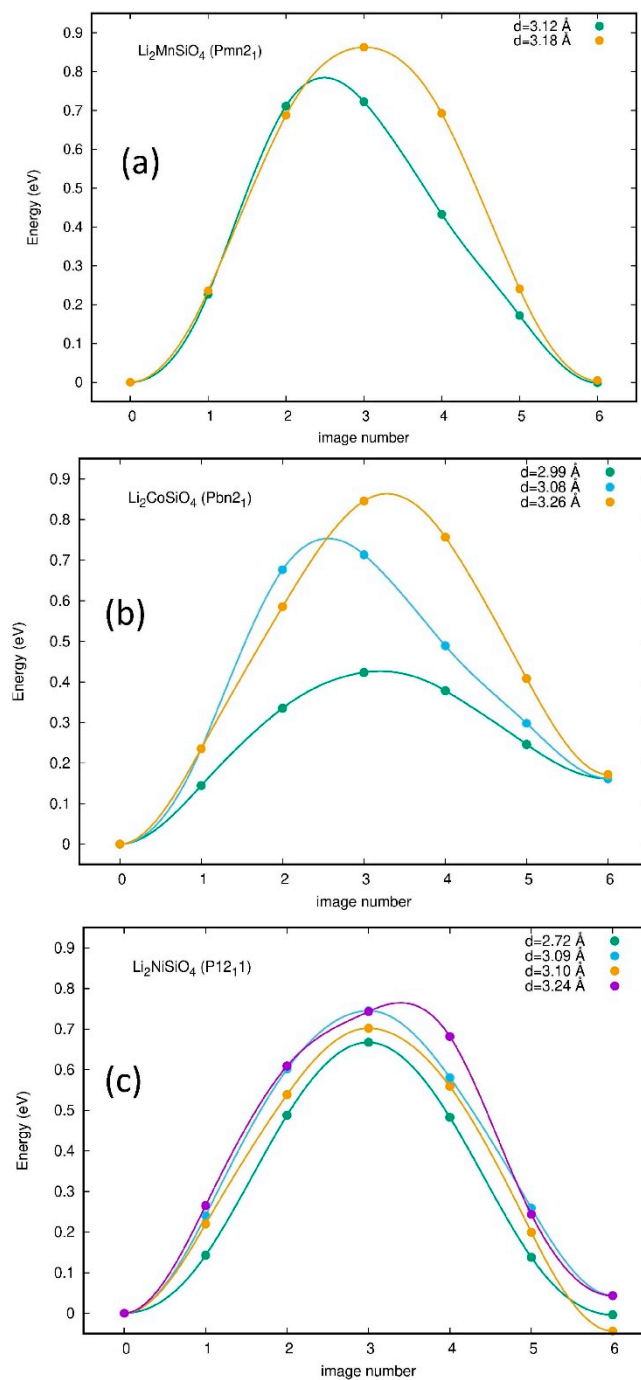 Li₂MnSiO₄ (Pmn2₁)
d=3.12 Å
d=3.18 Å
(a)
Energy (eV)
0.9
0.8
0.7
0.6
0.5
0.4
0.3
0.2
0.1
0
0 1 2 3 4 5 6
image number
Li₂CoSiO₄ (Pbn2₁)
d=2.99 Å
d=3.08 Å
d=3.26 Å
(b)
Energy (eV)
0.9
0.8
0.7
0.6
0.5
0.4
0.3
0.2
0.1
0
0 1 2 3 4 5 6
image number
Li₂NiSiO₄ (P12₁1)
d=2.72 Å
d=3.09 Å
d=3.10 Å
d=3.24 Å
(c)
Energy (eV)
0.9
0.8
0.7
0.6
0.5
0.4
0.3
0.2
0.1
0
0 1 2 3 4 5 6
image number